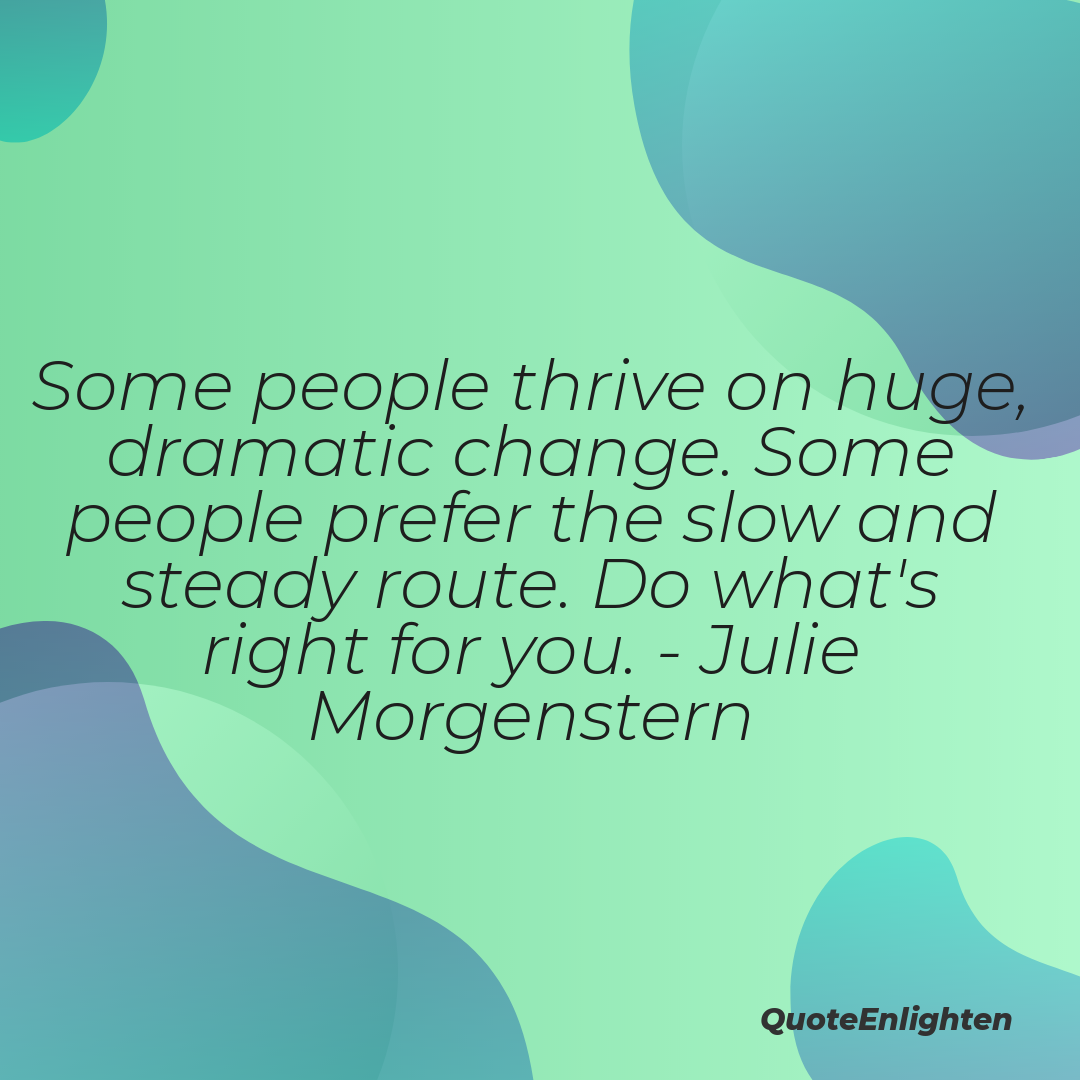 Some people thrive on huge,
dramatic change. Some
people prefer the slow and
steady route. Do what's
right for you. - Julie
Morgenstern
QuoteEnlighten